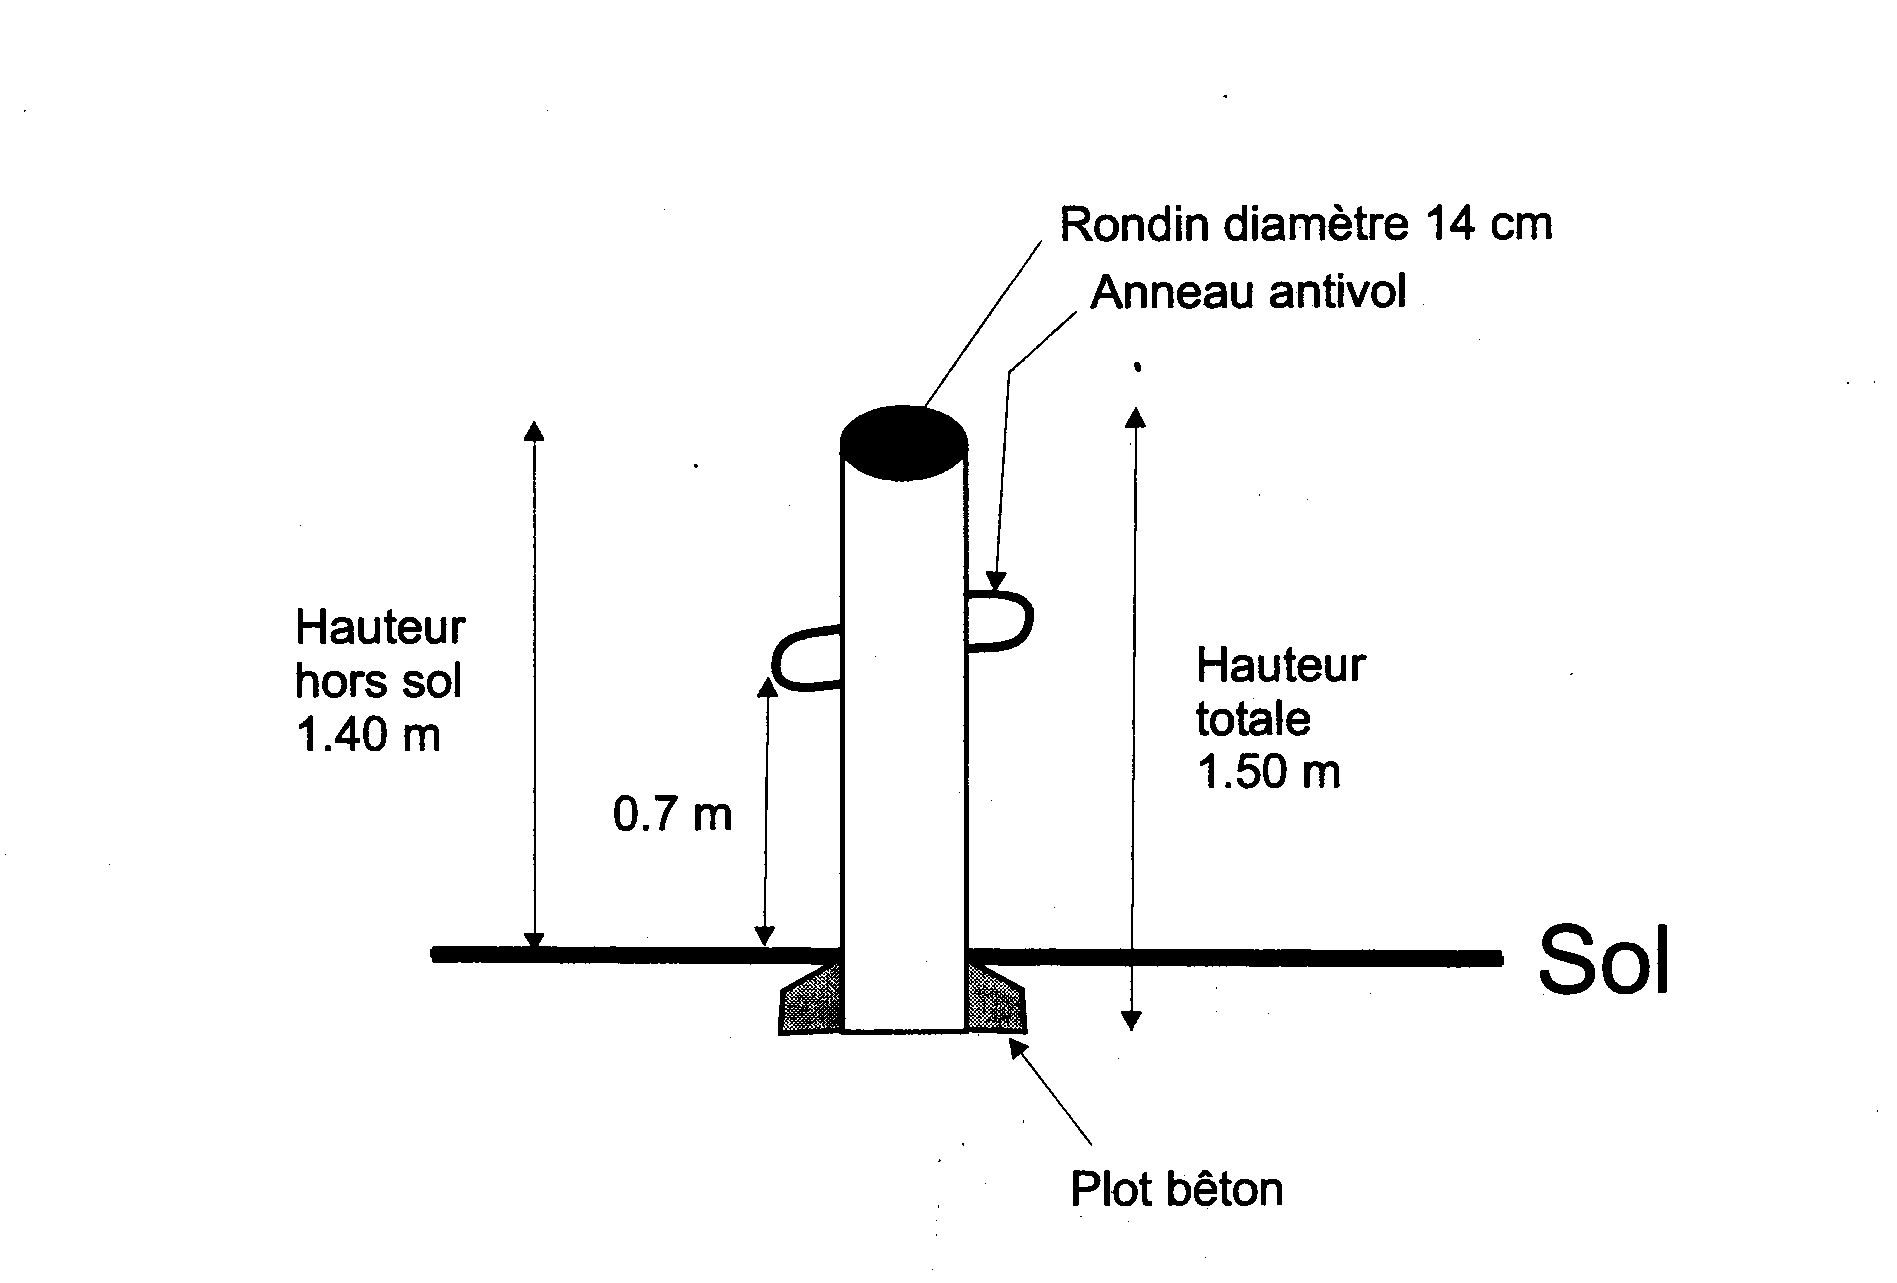 Rondin diamètre 14 cm
Anneau antivol
Hauteur
hors sol
1.40 m
Hauteur
totale
1.50 m
0.7 m
Sol
Plot bêton